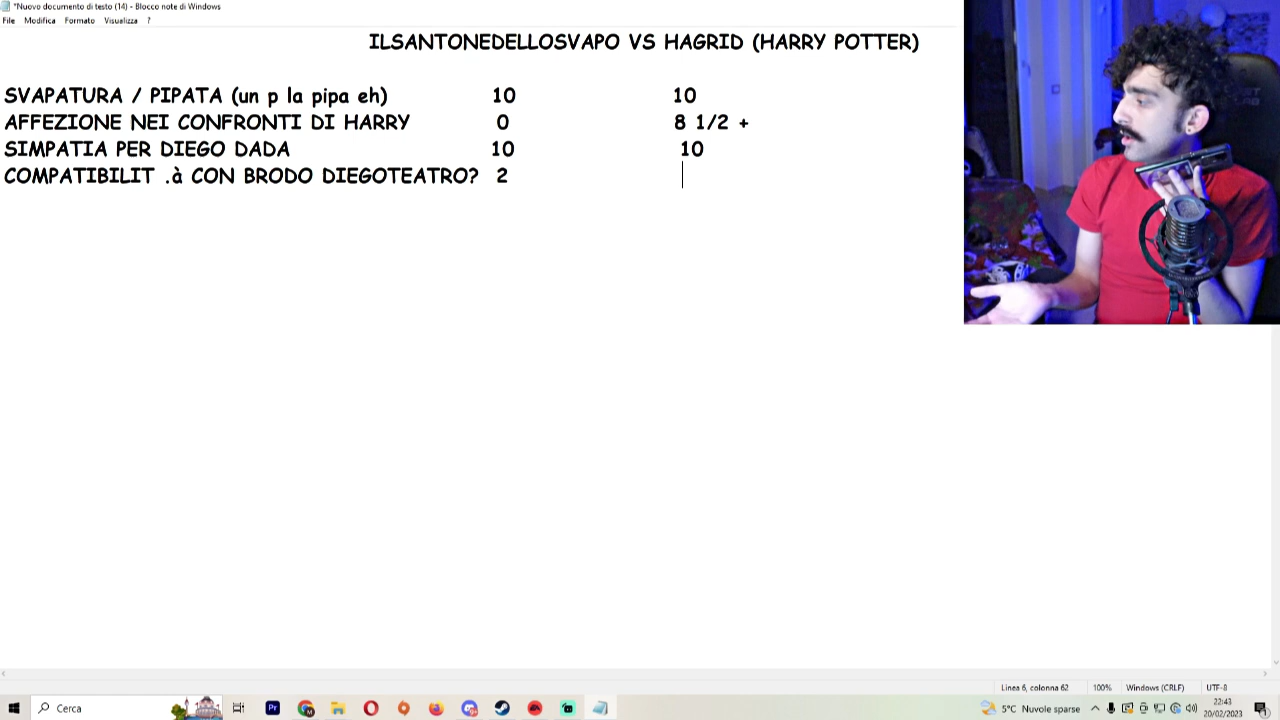 *Nuovo documento di testo (14) - Blocco note di Windows
File Modifica Formato Visualizza ?
ILSANTONEDELLOSVAPO VS HAGRID (HARRY POTTER)
SVAPATURA / PIPATA (un p la pipa eh) 10 10
AFFEZIONE NEI CONFRONTI DI HARRY 0 8 1/2 +
SIMPATIA PER DIEGO DADA 10 10
COMPATIBILIT .à CON BRODO DIEGOTEATRO? 2
Linea 6, colonna 62 100% Windows (CRLF) UTF-8
Cerca Pr 5°C Nuvole sparse 22:43
20/02/2023